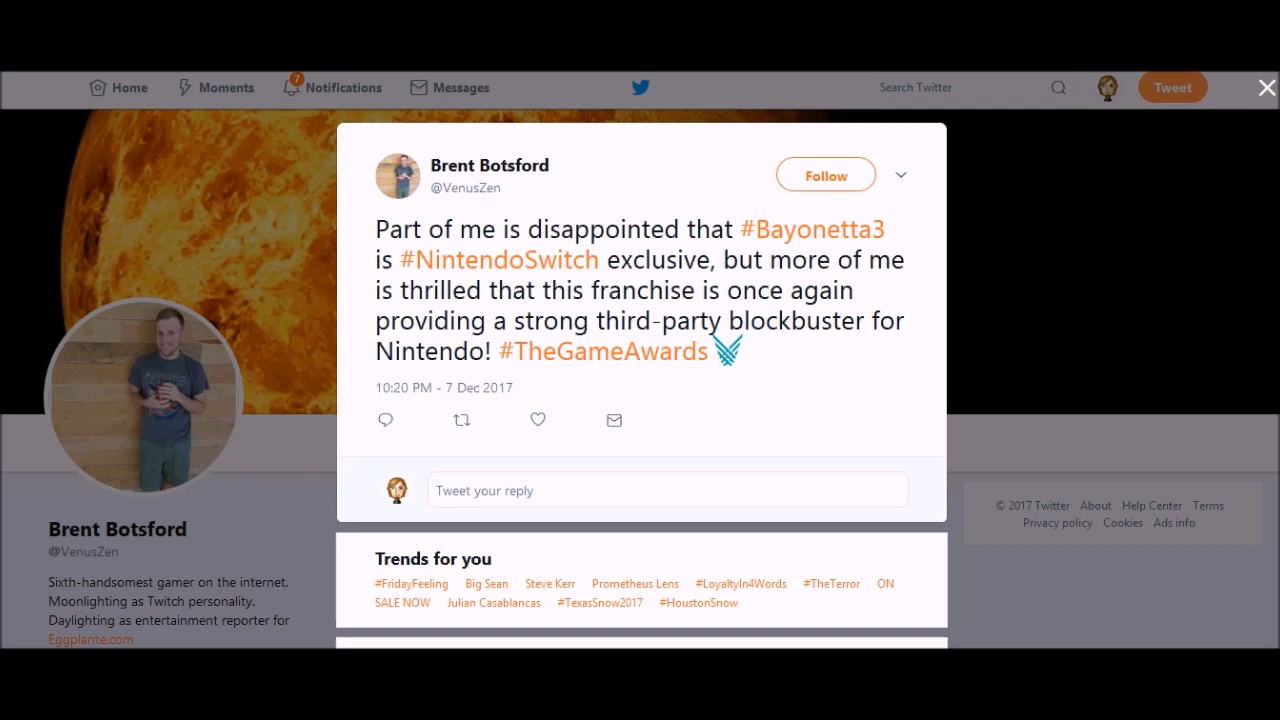 Home Moments 7 Notifications Messages Search Twitter Tweet
Brent Botsford
@VenusZen
Follow
Part of me is disappointed that #Bayonetta3
is #NintendoSwitch exclusive, but more of me
is thrilled that this franchise is once again
providing a strong third-party blockbuster for
Nintendo! #TheGameAwards
10:20 PM - 7 Dec 2017
Tweet your reply
Brent Botsford
@VenusZen
Sixth-handsomest gamer on the internet.
Moonlighting as Twitch personality.
Daylighting as entertainment reporter for
Eggplante.com
Trends for you
#FridayFeeling Big Sean Steve Kerr Prometheus Lens #LoyaltyIn4Words #TheTerror ON
SALE NOW Julian Casablancas #TexasSnow2017 #HoustonSnow
© 2017 Twitter About Help Center Terms
Privacy policy Cookies Ads info